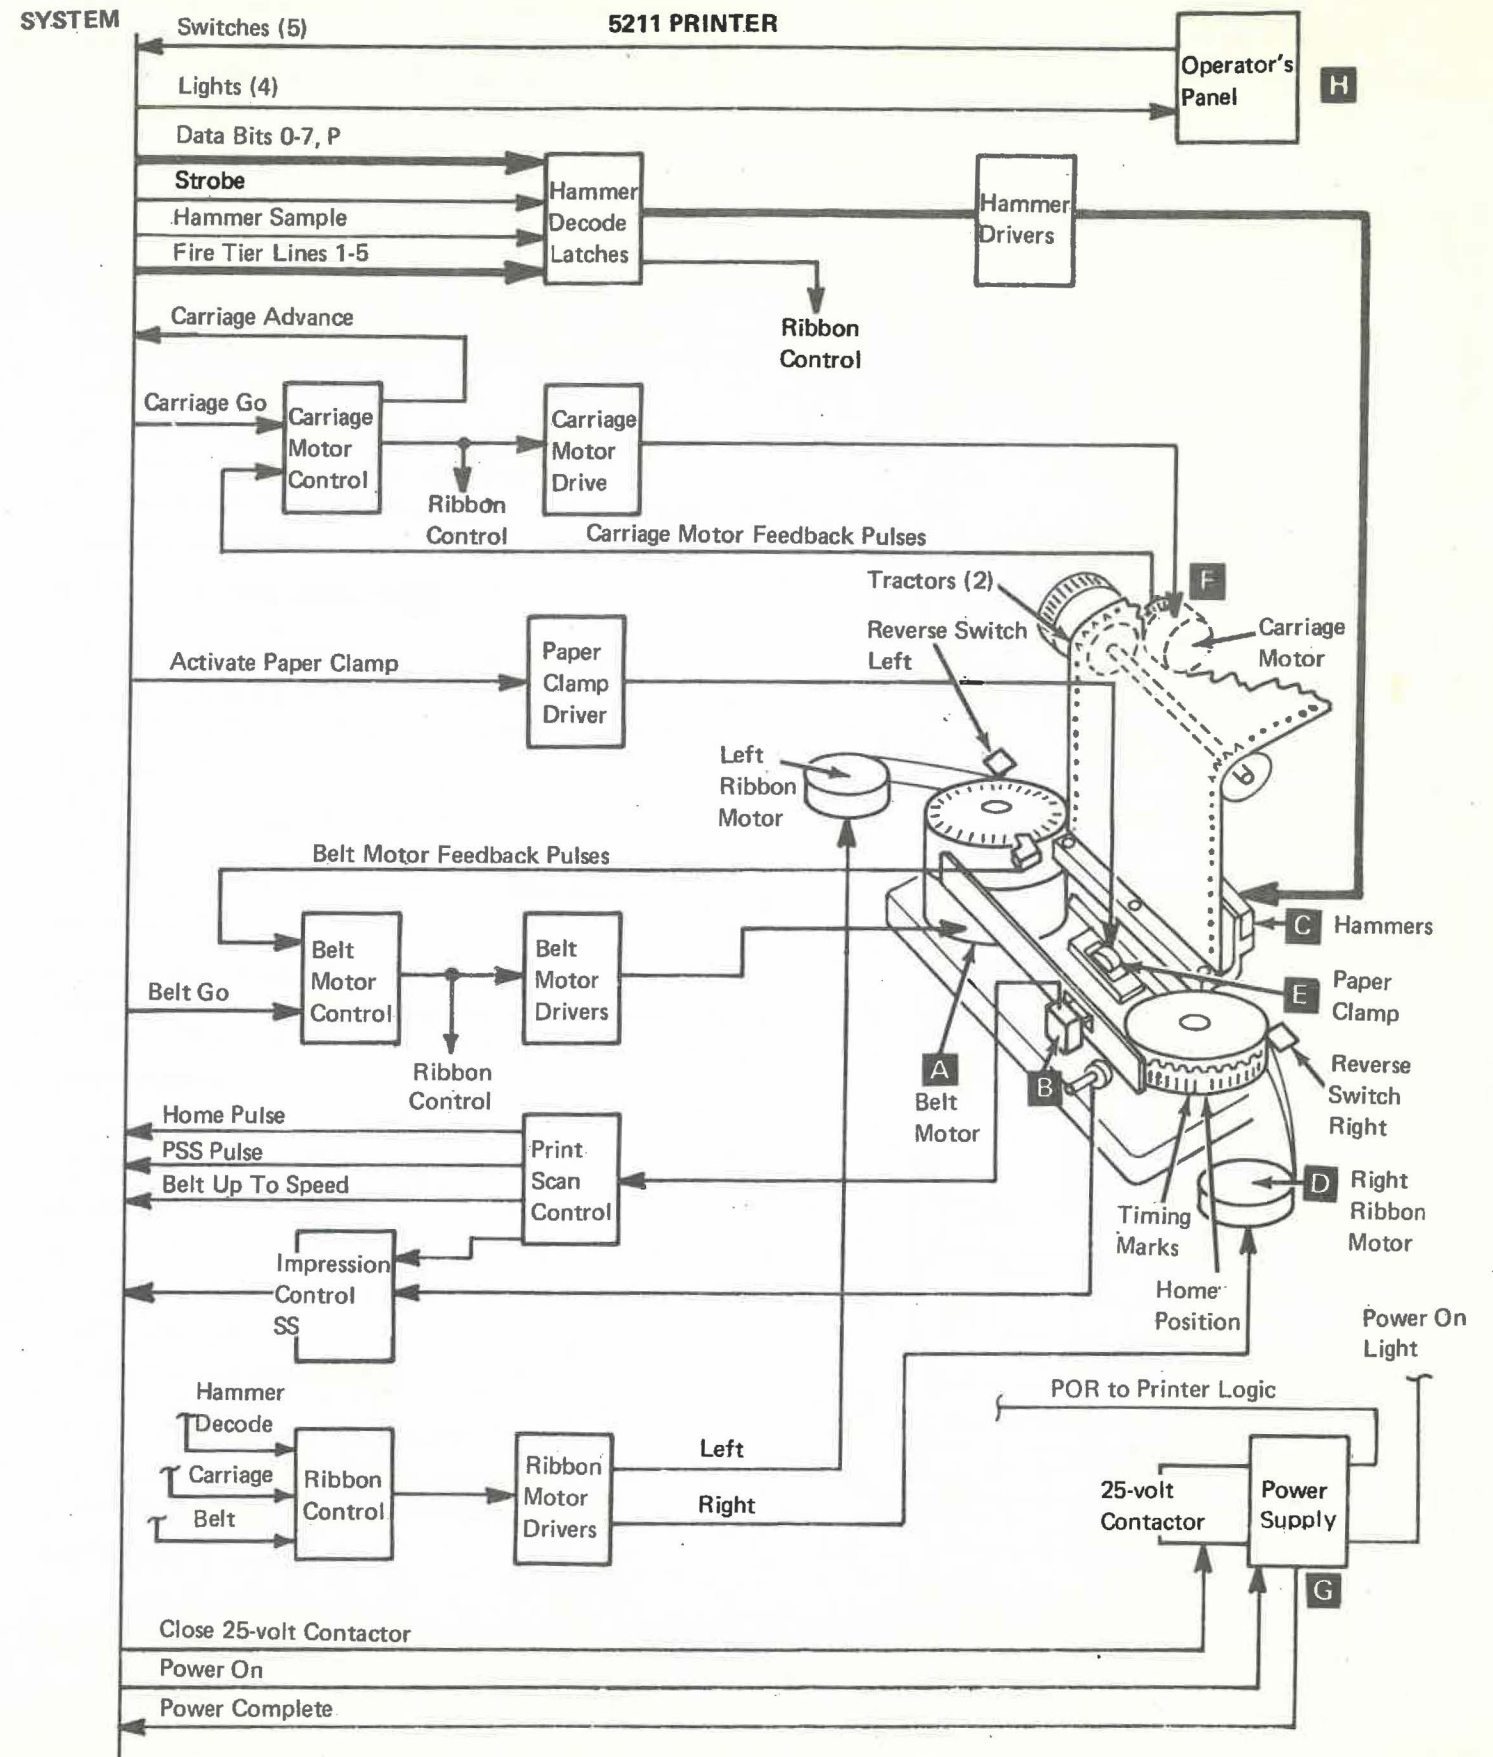 SYSTEM
5211 PRINTER
Switches (5)
Operator's
Panel
H
Lights (4)
Data Bits 0-7, P
Strobe
Hammer Sample
Fire Tier Lines 1-5
Hammer
Decode
Latches
Hammer
Drivers
Ribbon
Control
Carriage Advance
Carriage Go
Carriage
Motor
Control
Carriage
Motor
Drive
Ribbon
Control
Carriage Motor Feedback Pulses
Tractors (2)
F
Reverse Switch
Left
Carriage
Motor
Activate Paper Clamp
Paper
Clamp
Driver
Left
Ribbon
Motor
Belt Motor Feedback Pulses
Belt Go
Belt
Motor
Control
Belt
Motor
Drivers
Ribbon
Control
C Hammers
E Paper
Clamp
A
Belt
Motor
B
Reverse
Switch
Right
Home Pulse
PSS Pulse
Belt Up To Speed
Print
Scan
Control
D Right
Ribbon
Motor
Timing
Marks
Home
Position
Impression
Control
SS
Power On
Light
Hammer
Decode
Carriage
Belt
Ribbon
Control
Ribbon
Motor
Drivers
Left
Right
POR to Printer Logic
25-volt
Contactor
Power
Supply
G
Close 25-volt Contactor
Power On
Power Complete